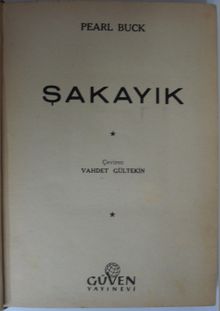 PEARL BUCK
ŞAKAYIK
Çeviren:
VAHDET GÜLTEKİN
GÜVEN
YAYINEVİ